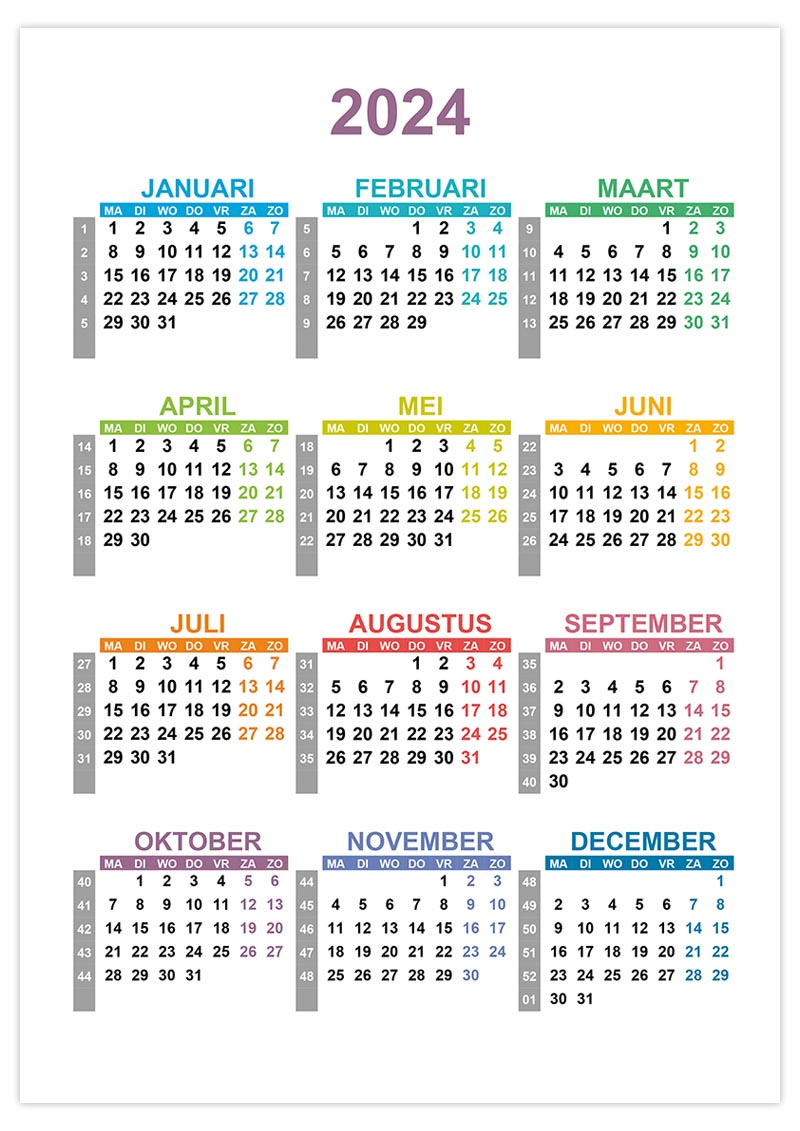 2024
JANUARI
MA DI WO DO VR ZA ZO
1 1 2 3 4 5 6 7
2 8 9 10 11 12 13 14
3 15 16 17 18 19 20 21
4 22 23 24 25 26 27 28
5 29 30 31
FEBRUARI
MA DI WO DO VR ZA ZO
5 1 2 3 4
6 5 6 7 8 9 10 11
7 12 13 14 15 16 17 18
8 19 20 21 22 23 24 25
9 26 27 28 29
MAART
MA DI WO DO VR ZA ZO
9 1 2 3
10 4 5 6 7 8 9 10
11 11 12 13 14 15 16 17
12 18 19 20 21 22 23 24
13 25 26 27 28 29 30 31
APRIL
MA DI WO DO VR ZA ZO
14 1 2 3 4 5 6 7
15 8 9 10 11 12 13 14
16 15 16 17 18 19 20 21
17 22 23 24 25 26 27 28
18 29 30
MEI
MA DI WO DO VR ZA ZO
18 1 2 3 4 5
19 6 7 8 9 10 11 12
20 13 14 15 16 17 18 19
21 20 21 22 23 24 25 26
22 27 28 29 30 31
JUNI
MA DI WO DO VR ZA ZO
22 1 2
23 3 4 5 6 7 8 9
24 10 11 12 13 14 15 16
25 17 18 19 20 21 22 23
26 24 25 26 27 28 29 30
JULI
MA DI WO DO VR ZA ZO
27 1 2 3 4 5 6 7
28 8 9 10 11 12 13 14
29 15 16 17 18 19 20 21
30 22 23 24 25 26 27 28
31 29 30 31
AUGUSTUS
MA DI WO DO VR ZA ZO
31 1 2 3 4
32 5 6 7 8 9 10 11
33 12 13 14 15 16 17 18
34 19 20 21 22 23 24 25
35 26 27 28 29 30 31
SEPTEMBER
MA DI WO DO VR ZA ZO
35 1
36 2 3 4 5 6 7 8
37 9 10 11 12 13 14 15
38 16 17 18 19 20 21 22
39 23 24 25 26 27 28 29
40 30
OKTOBER
MA DI WO DO VR ZA ZO
40 1 2 3 4 5 6
41 7 8 9 10 11 12 13
42 14 15 16 17 18 19 20
43 21 22 23 24 25 26 27
44 28 29 30 31
NOVEMBER
MA DI WO DO VR ZA ZO
44 1 2 3
45 4 5 6 7 8 9 10
46 11 12 13 14 15 16 17
47 18 19 20 21 22 23 24
48 25 26 27 28 29 30
DECEMBER
MA DI WO DO VR ZA ZO
48 1
49 2 3 4 5 6 7 8
50 9 10 11 12 13 14 15
51 16 17 18 19 20 21 22
52 23 24 25 26 27 28 29
01 30 31